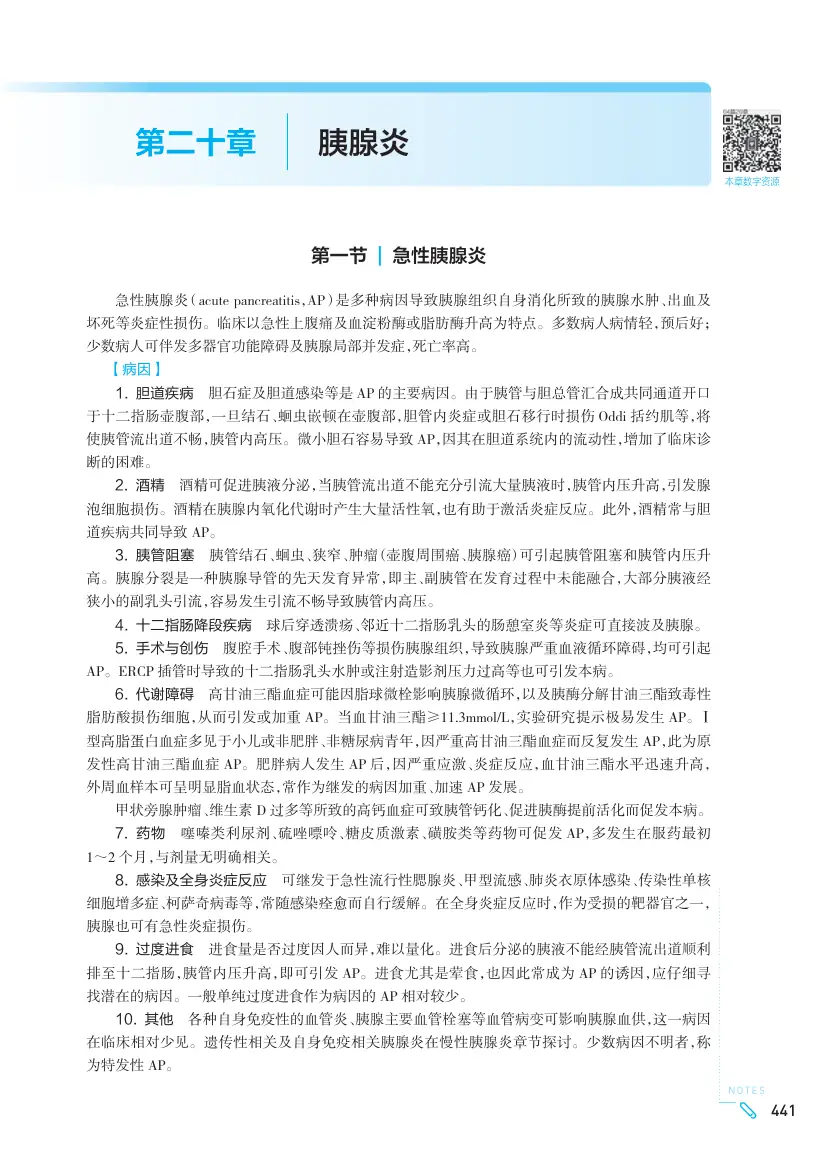 第二十章
胰腺炎
本章数字资源
第一节 | 急性胰腺炎
急性胰腺炎（acute pancreatitis，AP）是多种病因导致胰腺组织自身消化所致的胰腺水肿、出血及
坏死等炎症性损伤。临床以急性上腹痛及血淀粉酶或脂肪酶升高为特点。多数病人病情轻，预后好；
少数病人可伴发多器官功能障碍及胰腺局部并发症，死亡率高。
【病因】
1. 胆道疾病 胆石症及胆道感染等是 AP 的主要病因。由于胰管与胆总管汇合成共同通道开口
于十二指肠壶腹部，一旦结石、蛔虫嵌顿在壶腹部，胆管内炎症或胆石移行时损伤 Oddi 括约肌等，将
使胰管流出道不畅，胰管内高压。微小胆石容易导致 AP，因其在胆道系统内的流动性，增加了临床诊
断的困难。
2. 酒精 酒精可促进胰液分泌，当胰管流出道不能充分引流大量胰液时，胰管内压升高，引发腺
泡细胞损伤。酒精在胰腺内氧化代谢时产生大量活性氧，也有助于激活炎症反应。此外，酒精常与胆
道疾病共同导致 AP。
3. 胰管阻塞 胰管结石、蛔虫、狭窄、肿瘤（壶腹周围癌、胰腺癌）可引起胰管阻塞和胰管内压升
高。胰腺分裂是一种胰腺导管的先天发育异常，即主、副胰管在发育过程中未能融合，大部分胰液经
狭小的副乳头引流，容易发生引流不畅导致胰管内高压。
4. 十二指肠降段疾病 球后穿透溃疡、邻近十二指肠乳头的肠憩室炎等炎症可直接波及胰腺。
5. 手术与创伤 腹腔手术、腹部钝挫伤等损伤胰腺组织，导致胰腺严重血液循环障碍，均可引起
AP。ERCP 插管时导致的十二指肠乳头水肿或注射造影剂压力过高等也可引发本病。
6. 代谢障碍 高甘油三酯血症可能因脂球微栓影响胰腺微循环，以及胰酶分解甘油三酯致毒性
脂肪酸损伤细胞，从而引发或加重 AP。当血甘油三酯≥11.3mmol/L，实验研究提示极易发生 AP。Ⅰ
型高脂蛋白血症多见于小儿或非肥胖、非糖尿病青年，因严重高甘油三酯血症而反复发生 AP，此为原
发性高甘油三酯血症 AP。肥胖病人发生 AP 后，因严重应激、炎症反应，血甘油三酯水平迅速升高，
外周血样本可呈明显脂血状态，常作为继发的病因加重、加速 AP 发展。
甲状旁腺肿瘤、维生素 D 过多等所致的高钙血症可致胰管钙化、促进胰酶提前活化而促发本病。
7. 药物 噻嗪类利尿剂、硫唑嘌呤、糖皮质激素、磺胺类等药物可促发 AP，多发生在服药最初
1～2 个月，与剂量无明确相关。
8. 感染及全身炎症反应 可继发于急性流行性腮腺炎、甲型流感、肺炎衣原体感染、传染性单核
细胞增多症、柯萨奇病毒等，常随感染痊愈而自行缓解。在全身炎症反应时，作为受损的靶器官之一，
胰腺也可有急性炎症损伤。
9. 过度进食 进食量是否过度因人而异，难以量化。进食后分泌的胰液不能经胰管流出道顺利
排至十二指肠，胰管内压升高，即可引发 AP。进食尤其是荤食，也因此常成为 AP 的诱因，应仔细寻
找潜在的病因。一般单纯过度进食作为病因的 AP 相对较少。
10. 其他 各种自身免疫性的血管炎、胰腺主要血管栓塞等血管病变可影响胰腺血供，这一病因
在临床相对少见。遗传性相关及自身免疫相关胰腺炎在慢性胰腺炎章节探讨。少数病因不明者，称
为特发性 AP。
NOTES
441